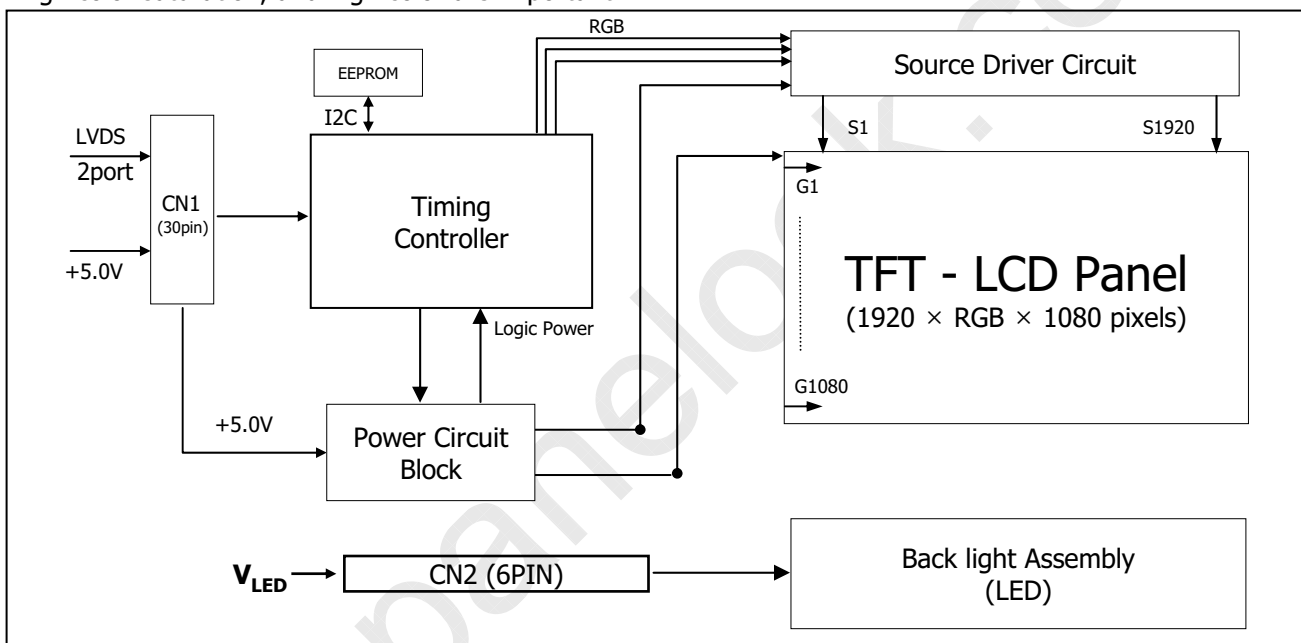 RGB
EEPROM
Source Driver Circuit
I2C
S1
S1920
LVDS
2port
CN1
(30pin)
Timing
Controller
G1
+5.0V
TFT - LCD Panel
(1920 × RGB × 1080 pixels)
Logic Power
G1080
+5.0V
Power Circuit
Block
Back light Assembly
(LED)
VLED
CN2 (6PIN)